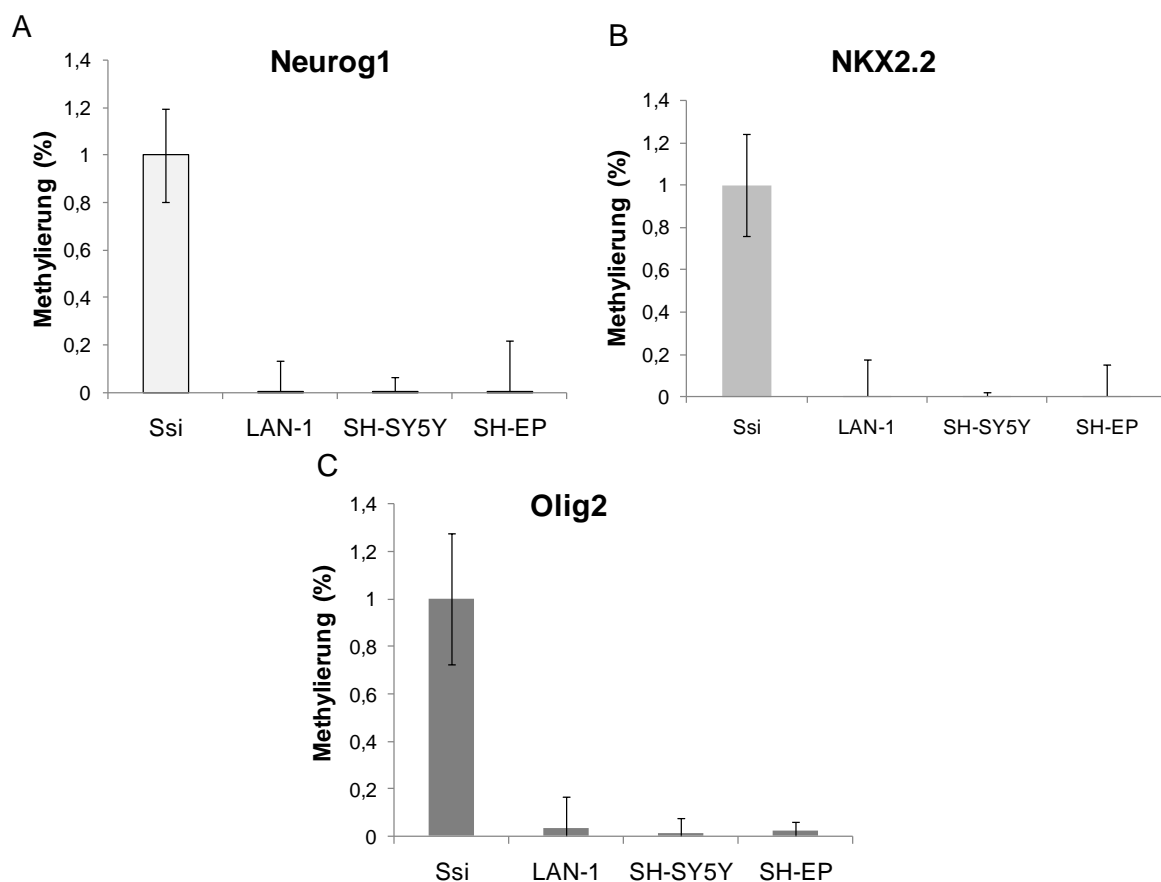 A
Neurog1
Methylierung (%)
1,4
1,2
1
0,8
0,6
0,4
0,2
0
Ssi LAN-1 SH-SY5Y SH-EP
B
NKX2.2
Methylierung (%)
1,4
1,2
1
0,8
0,6
0,4
0,2
0
Ssi LAN-1 SH-SY5Y SH-EP
C
Olig2
Methylierung (%)
1,4
1,2
1
0,8
0,6
0,4
0,2
0
Ssi LAN-1 SH-SY5Y SH-EP